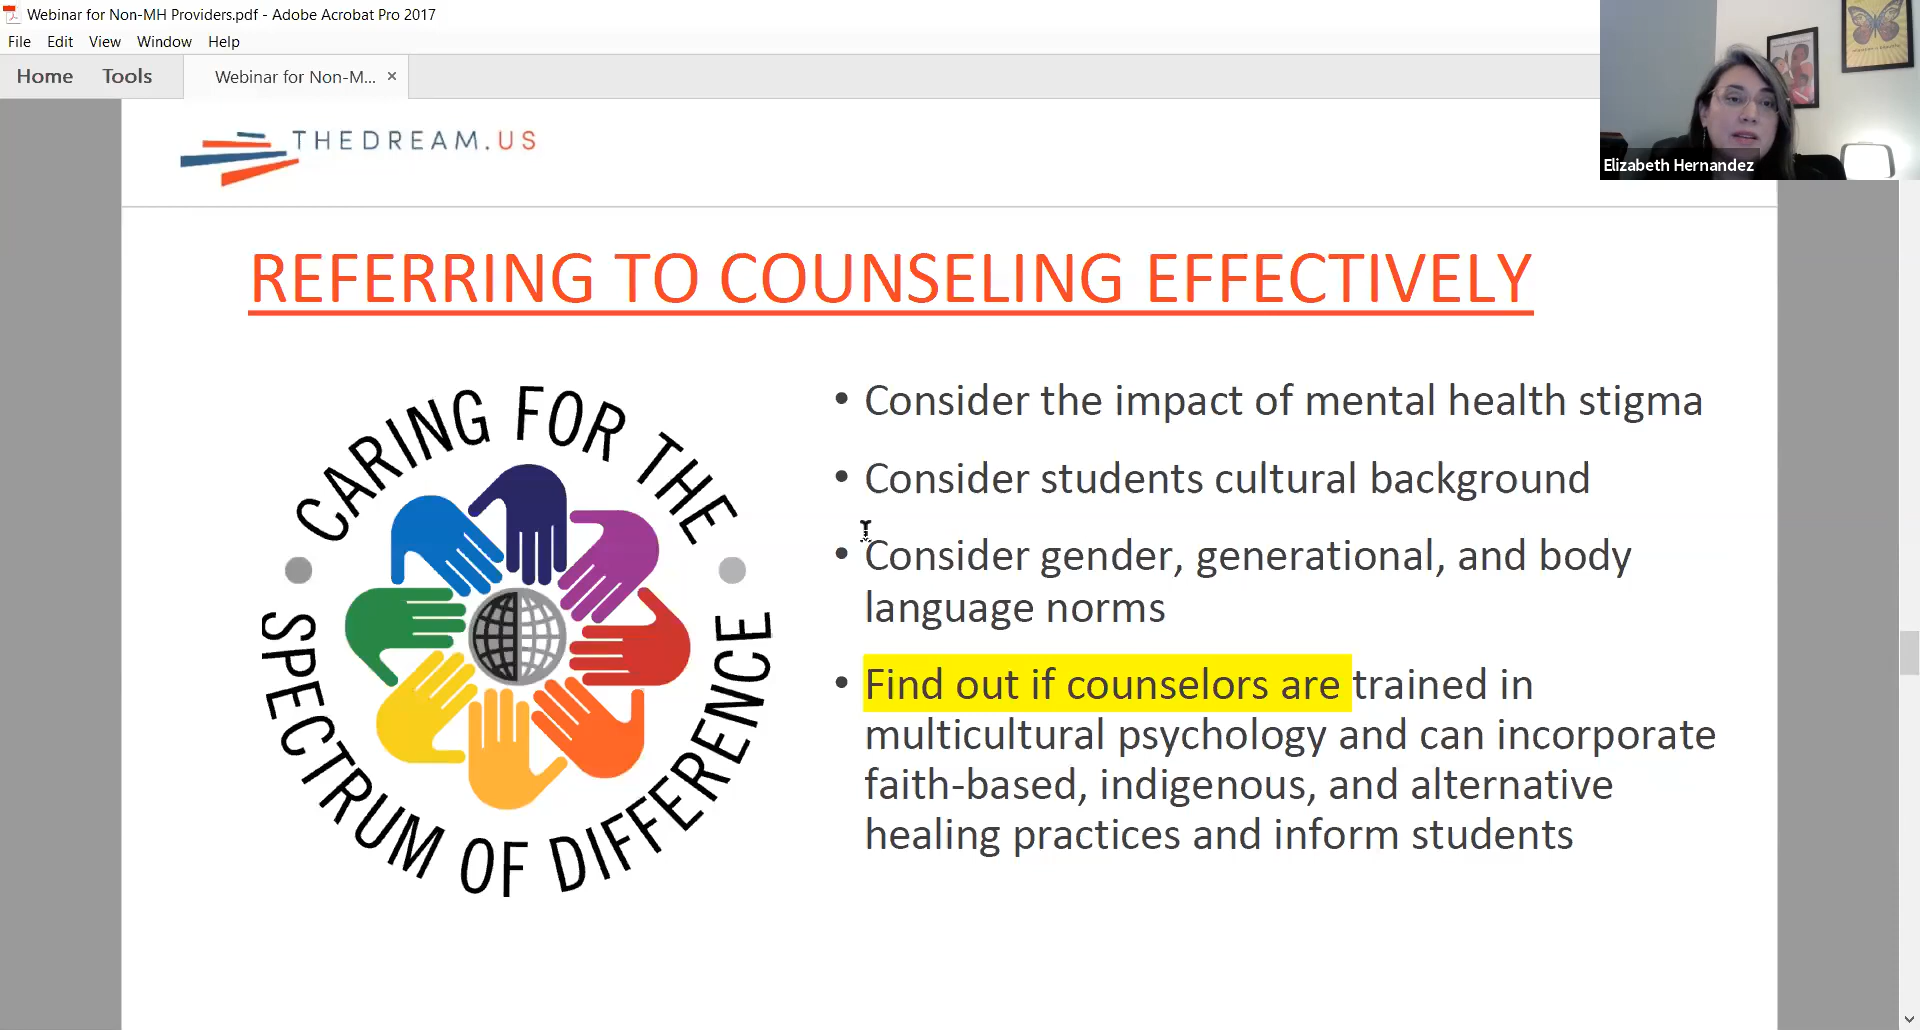 Webinar for Non-MH Providers.pdf - Adobe Acrobat Pro 2017
File Edit View Window Help
Home Tools Webinar for Non-M... ×
THEDREAM.US
Elizabeth Hernandez
REFERRING TO COUNSELING EFFECTIVELY
CARING FOR THE
SPECTRUM OF DIFFERENCE
• Consider the impact of mental health stigma
• Consider students cultural background
• Consider gender, generational, and body
language norms
• Find out if counselors are trained in
multicultural psychology and can incorporate
faith-based, indigenous, and alternative
healing practices and inform students